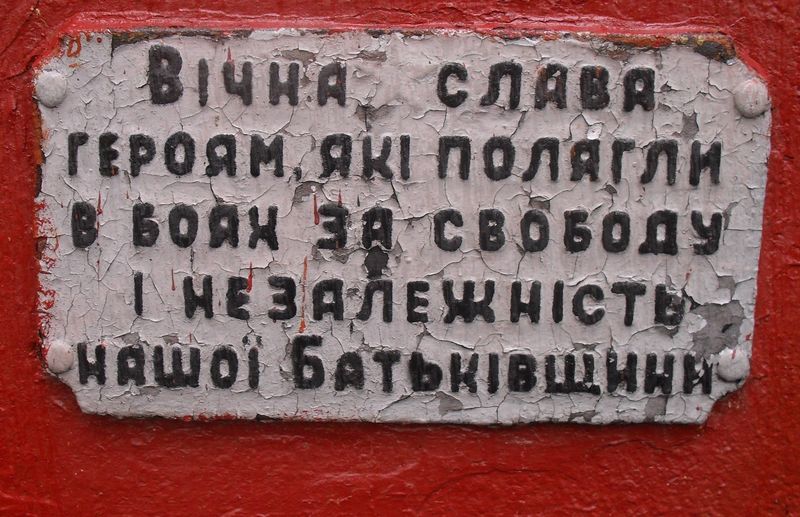 Вічна слава
героям, які полягли
в боях за свободу
і незалежність
нашої Батьківщини